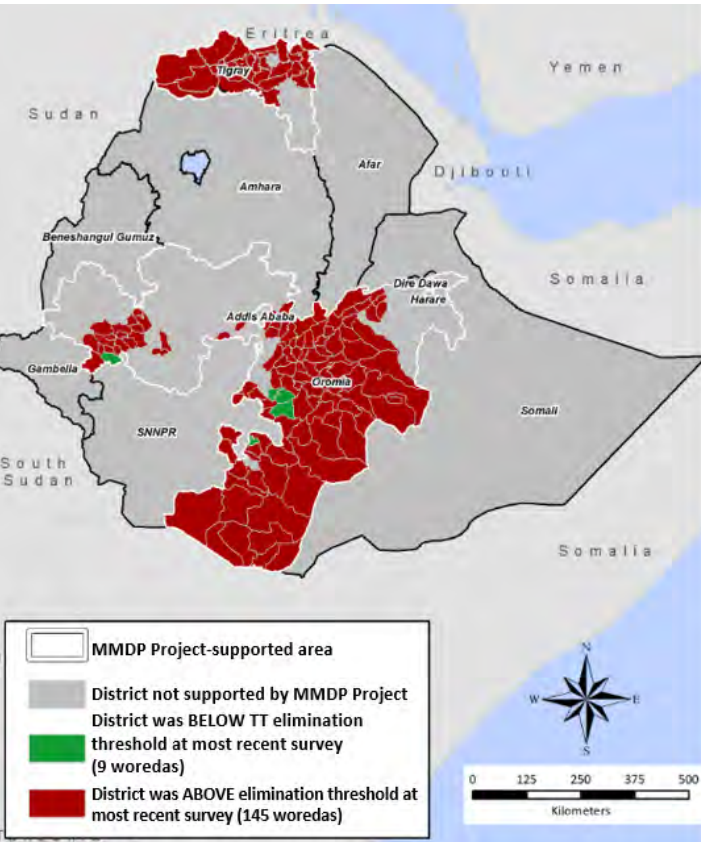 Eritrea
Yemen
Tigray
Sudan
Afar
Djibouti
Amhara
Beneshangul Gumuz
Somalia
Dire Dawa
Harare
Addis Ababa
Gambella
Oromia
Somali
SNNPR
South
Sudan
Somalia
MMDP Project-supported area
District not supported by MMDP Project
District was BELOW TT elimination
threshold at most recent survey
(9 woredas)
District was ABOVE elimination threshold at
most recent survey (145 woredas)
N
W
E
S
0 125 250 375 500
Kilometers